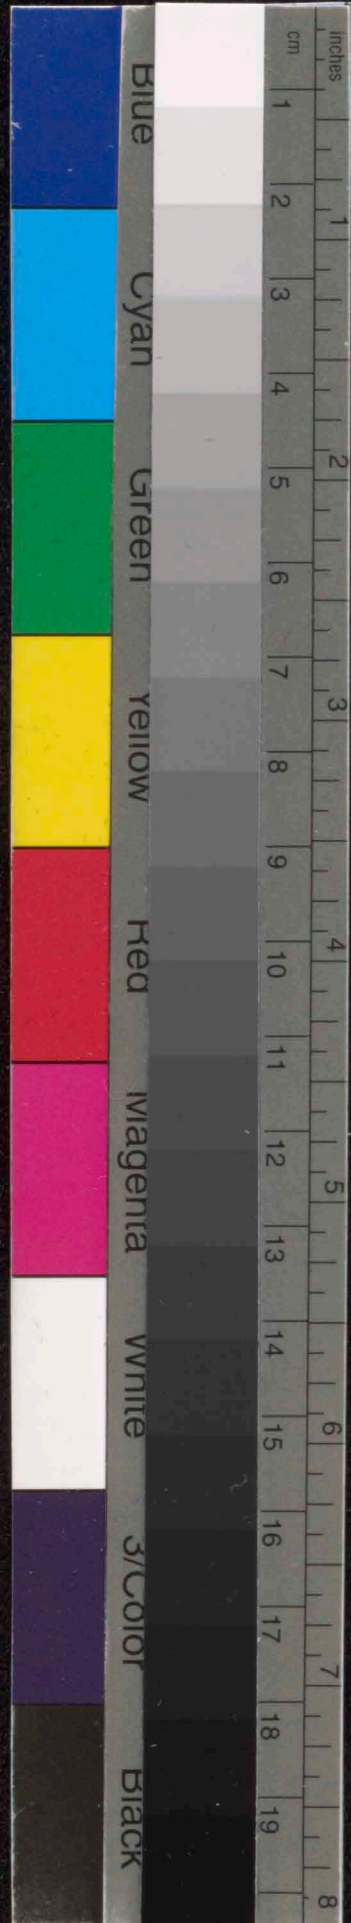 Blue
Cyan
Green
Yellow
Red
Magenta
White
3/Color
Black
cm
1
2
3
4
5
6
7
8
9
10
11
12
13
14
15
16
17
18
19
inches
1
2
3
4
5
6
7
8